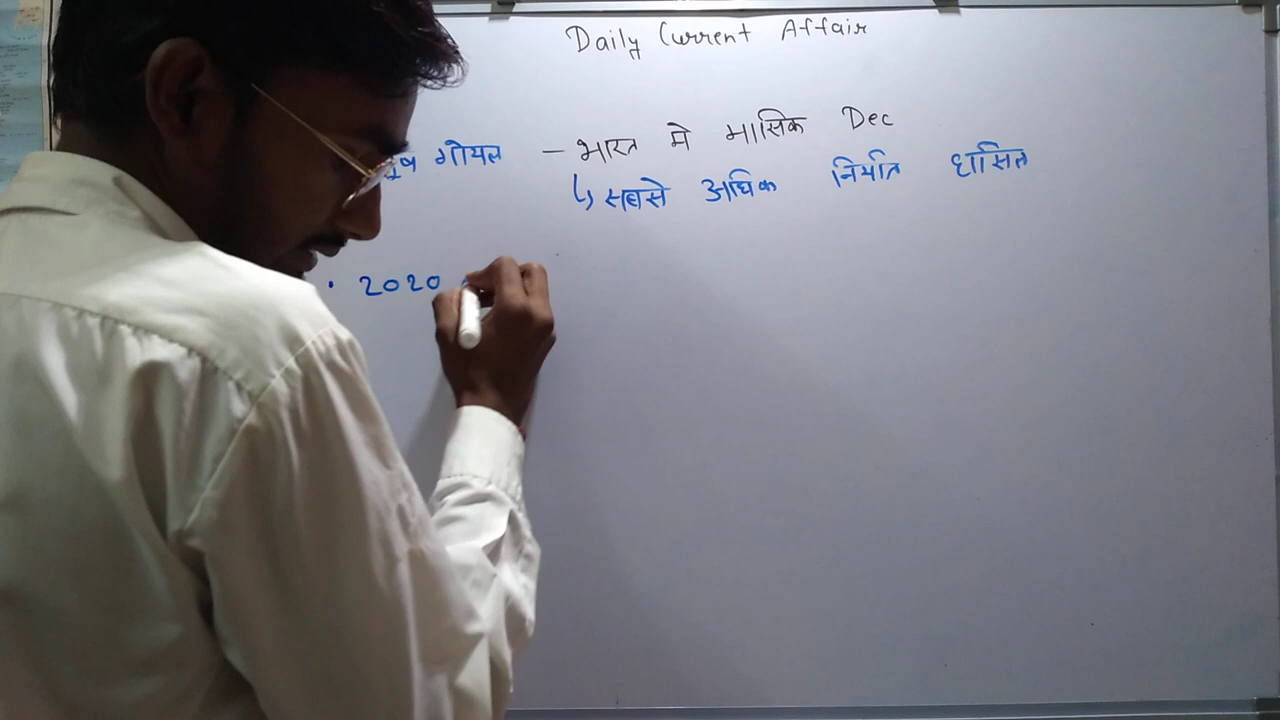 Daily Current Affair
गोयल — भारत मे मासिक Dec
↳ सबसे अधिक निर्यात हासिल
· 2020